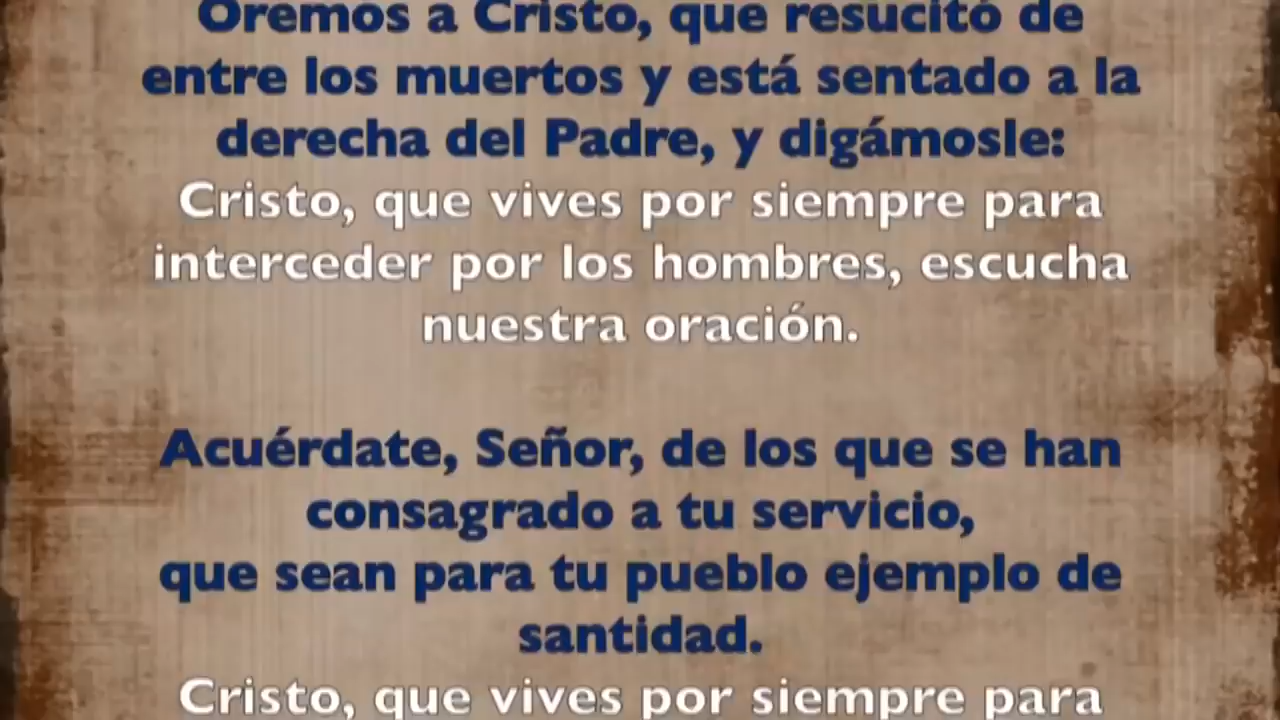 Oremos a Cristo, que resucitó de
entre los muertos y está sentado a la
derecha del Padre, y digámosle:
Cristo, que vives por siempre para
interceder por los hombres, escucha
nuestra oración.
Acuérdate, Señor, de los que se han
consagrado a tu servicio,
que sean para tu pueblo ejemplo de
santidad.
Cristo, que vives por siempre para